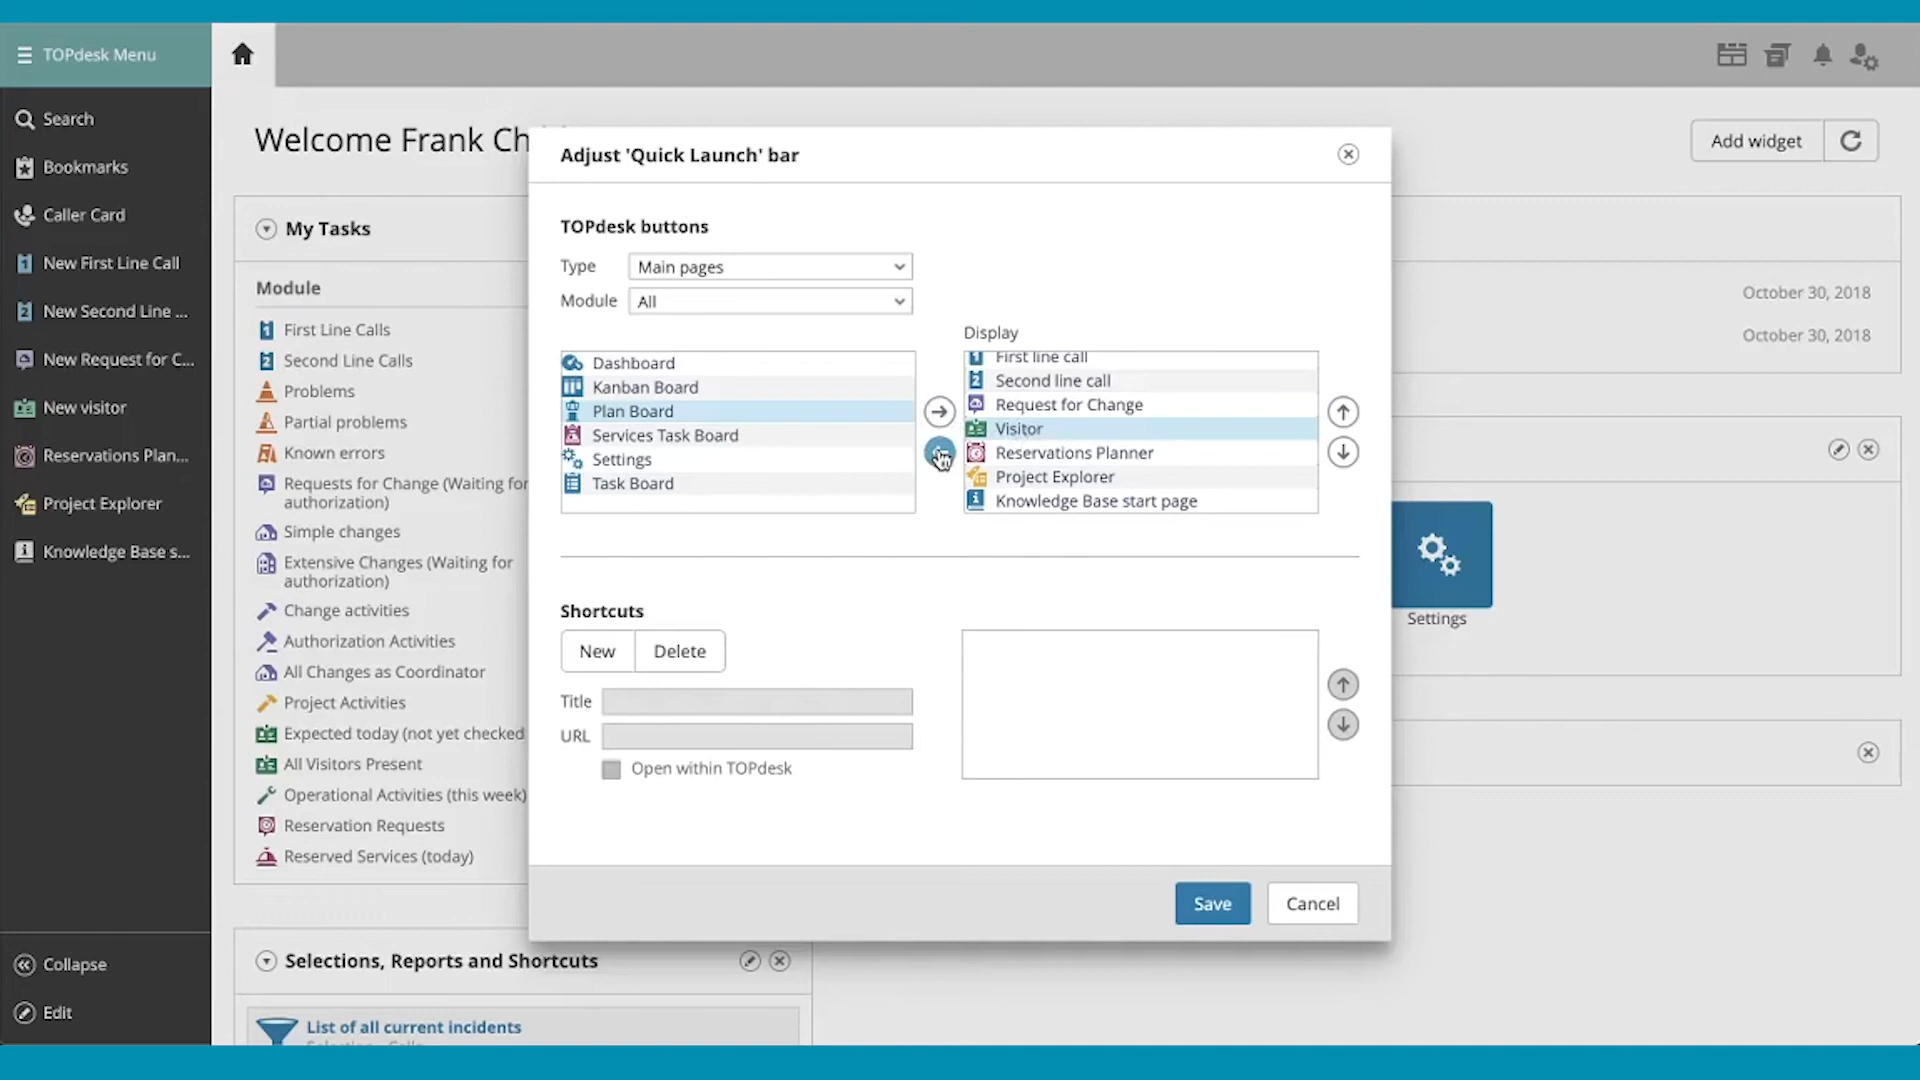 TOPdesk Menu
Search
Bookmarks
Caller Card
New First Line Call
New Second Line ...
New Request for C...
New visitor
Reservations Plan...
Project Explorer
Knowledge Base s...
Collapse
Edit
Welcome Frank Ch
Add widget
My Tasks
Module
First Line Calls
Second Line Calls
Problems
Partial problems
Known errors
Requests for Change (Waiting for
authorization)
Simple changes
Extensive Changes (Waiting for
authorization)
Change activities
Authorization Activities
All Changes as Coordinator
Project Activities
Expected today (not yet checked
All Visitors Present
Operational Activities (this week)
Reservation Requests
Reserved Services (today)
Selections, Reports and Shortcuts
List of all current incidents
Adjust 'Quick Launch' bar
TOPdesk buttons
Type Main pages
Module All
Dashboard
Kanban Board
Plan Board
Services Task Board
Settings
Task Board
Display
First line call
Second line call
Request for Change
Visitor
Reservations Planner
Project Explorer
Knowledge Base start page
Shortcuts
New Delete
Title
URL
Open within TOPdesk
Save Cancel
October 30, 2018
October 30, 2018
Settings